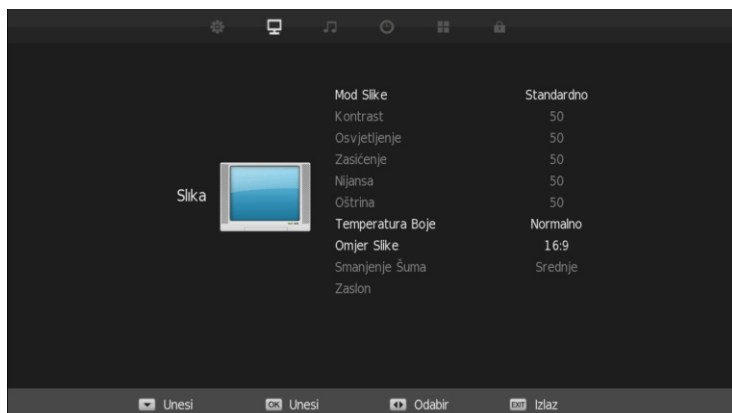 Mod Slike Standardno
Kontrast 50
Osvjetljenje 50
Zasićenje 50
Nijansa 50
Slika
Oštrina 50
Temperatura Boje Normalno
Omjer Slike 16:9
Smanjenje Šuma Srednje
Zaslon
Unesi OK Unesi Odabir EXIT Izlaz